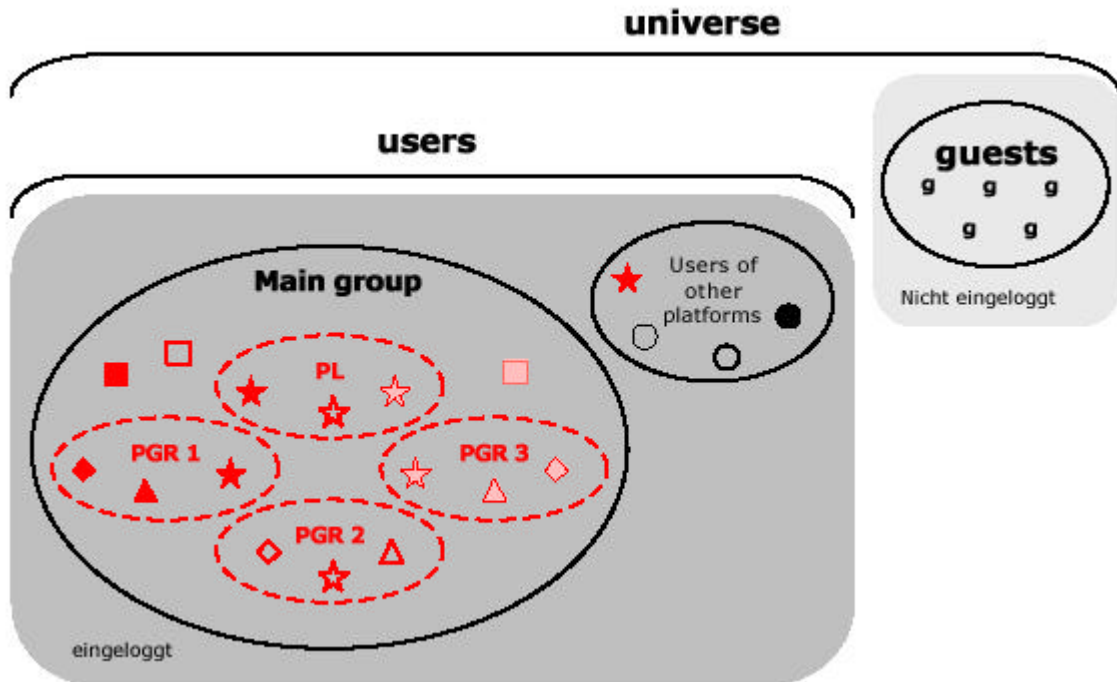 universe
users
guests
g g g
g g
Nicht eingeloggt
Main group
Users of
other
platforms
PL
PGR 1
PGR 3
PGR 2
eingeloggt